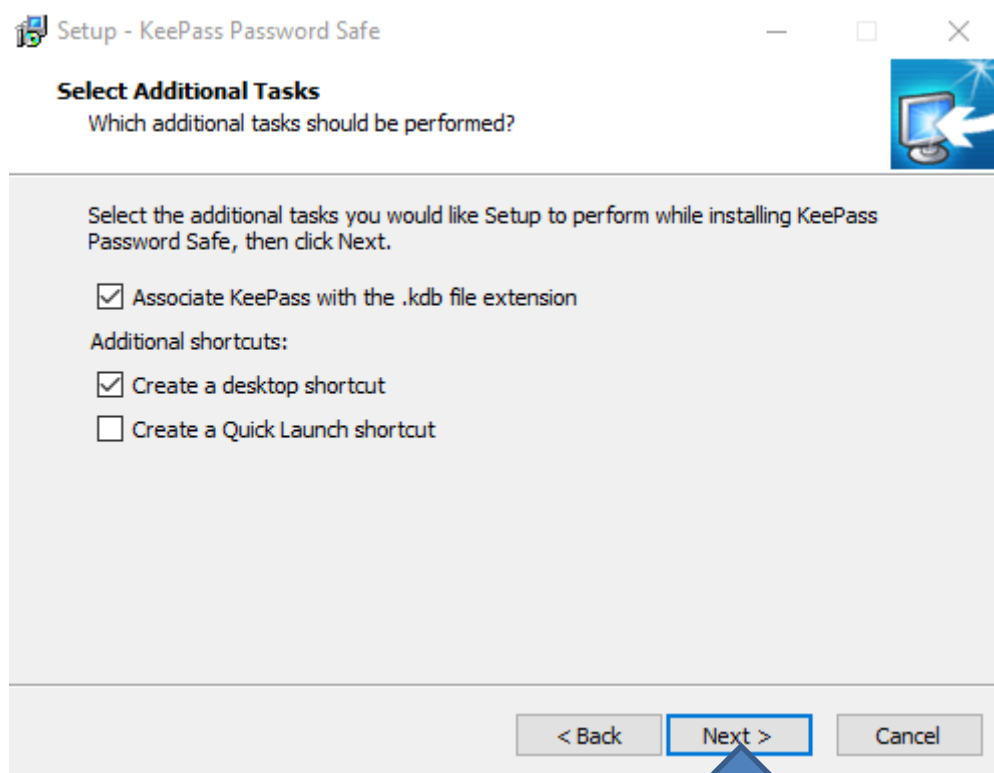 Setup - KeePass Password Safe
Select Additional Tasks
Which additional tasks should be performed?
Select the additional tasks you would like Setup to perform while installing KeePass
Password Safe, then click Next.
Associate KeePass with the .kdb file extension
Additional shortcuts:
Create a desktop shortcut
Create a Quick Launch shortcut
< Back Next > Cancel